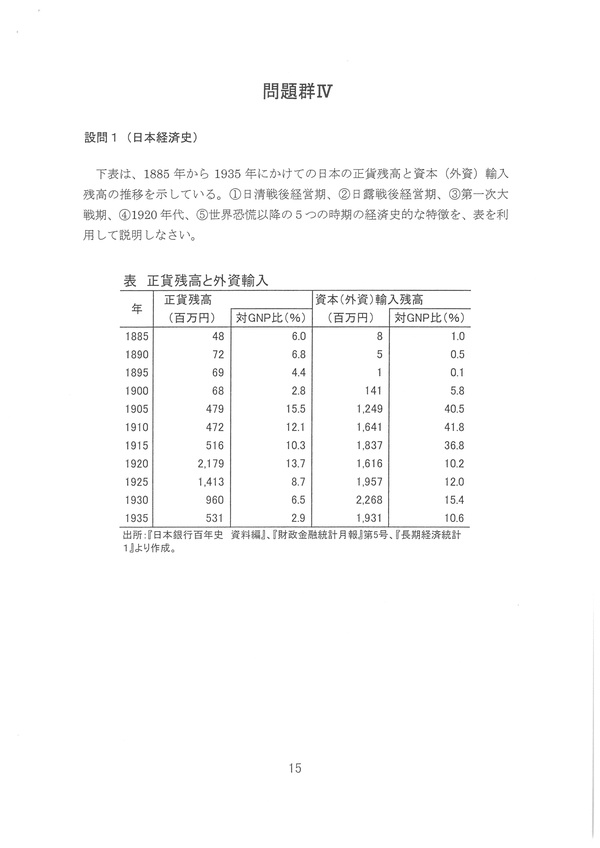 問題群Ⅳ
設問１（日本経済史）
下表は、1885 年から 1935 年にかけての日本の正貨残高と資本（外資）輸入
残高の推移を示している。①日清戦後経営期、②日露戦後経営期、③第一次大
戦期、④1920 年代、⑤世界恐慌以降の５つの時期の経済史的な特徴を、表を利
用して説明しなさい。
表　正貨残高と外資輸入
年 正貨残高 資本（外資）輸入残高
（百万円） 対GNP比（％） （百万円） 対GNP比（％）
1885 48 6.0 8 1.0
1890 72 6.8 5 0.5
1895 69 4.4 1 0.1
1900 68 2.8 141 5.8
1905 479 15.5 1,249 40.5
1910 472 12.1 1,641 41.8
1915 516 10.3 1,837 36.8
1920 2,179 13.7 1,616 10.2
1925 1,413 8.7 1,957 12.0
1930 960 6.5 2,268 15.4
1935 531 2.9 1,931 10.6
出所：『日本銀行百年史　資料編』、『財政金融統計月報』第5号、『長期経済統計
1』より作成。
15